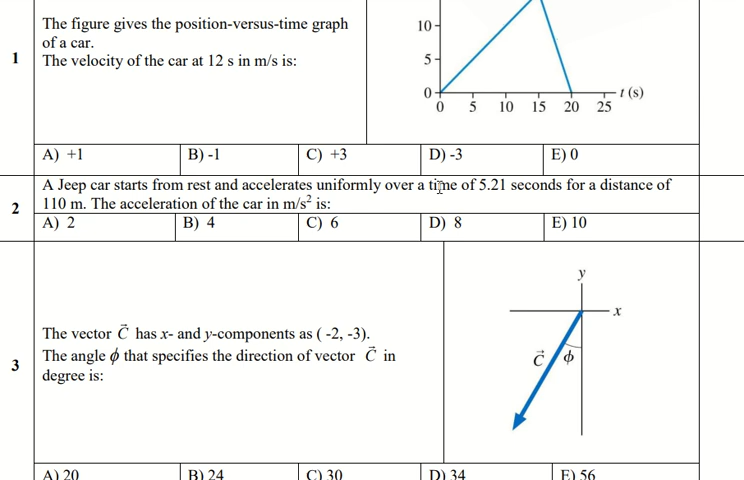 1
The figure gives the position-versus-time graph
of a car.
The velocity of the car at 12 s in m/s is:
10
5
0
0 5 10 15 20 25
t (s)
A) +1 B) -1 C) +3 D) -3 E) 0
2
A Jeep car starts from rest and accelerates uniformly over a time of 5.21 seconds for a distance of
110 m. The acceleration of the car in m/s² is:
A) 2 B) 4 C) 6 D) 8 E) 10
3
The vector C⃗ has x- and y-components as ( -2, -3).
The angle ϕ that specifies the direction of vector C⃗ in
degree is:
y
x
C⃗ ϕ
A) 20 B) 24 C) 30 D) 34 E) 56